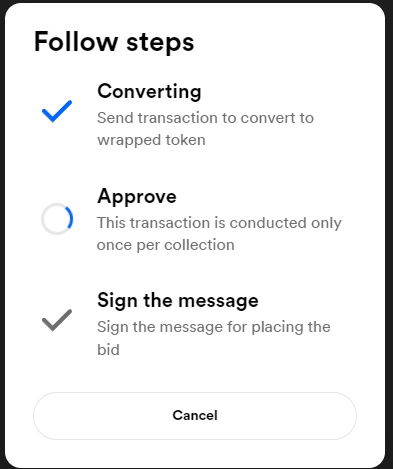 Follow steps
Converting
Send transaction to convert to
wrapped token
Approve
This transaction is conducted only
once per collection
Sign the message
Sign the message for placing the
bid
Cancel